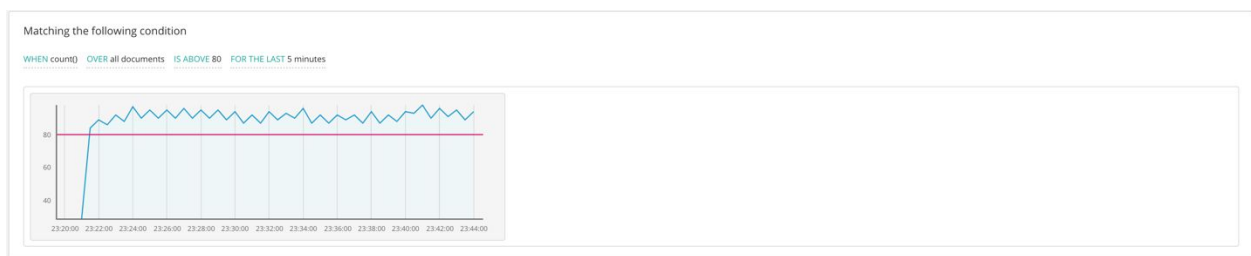 Matching the following condition
WHEN count() OVER all documents IS ABOVE 80 FOR THE LAST 5 minutes
80
60
40
23:20:00 23:22:00 23:24:00 23:26:00 23:28:00 23:30:00 23:32:00 23:34:00 23:36:00 23:38:00 23:40:00 23:42:00 23:44:00